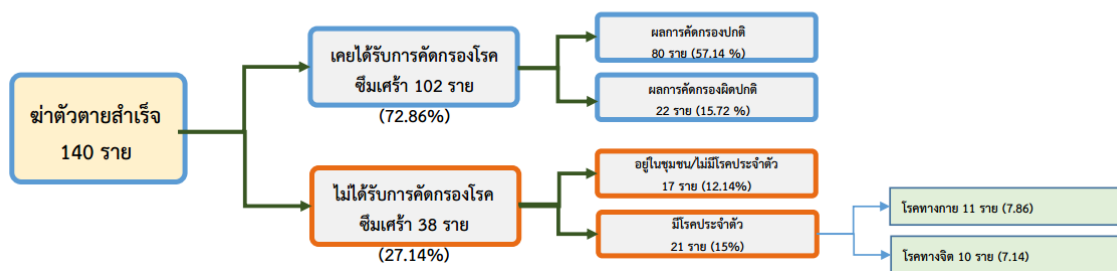 ฆ่าตัวตายสำเร็จ
140 ราย
เคยได้รับการคัดกรองโรค
ซึมเศร้า 102 ราย
(72.86%)
ผลการคัดกรองปกติ
80 ราย (57.14 %)
ผลการคัดกรองผิดปกติ
22 ราย (15.72 %)
ไม่ได้รับการคัดกรองโรค
ซึมเศร้า 38 ราย
(27.14%)
อยู่ในชุมชน/ไม่มีโรคประจำตัว
17 ราย (12.14%)
มีโรคประจำตัว
21 ราย (15%)
โรคทางกาย 11 ราย (7.86)
โรคทางจิต 10 ราย (7.14)